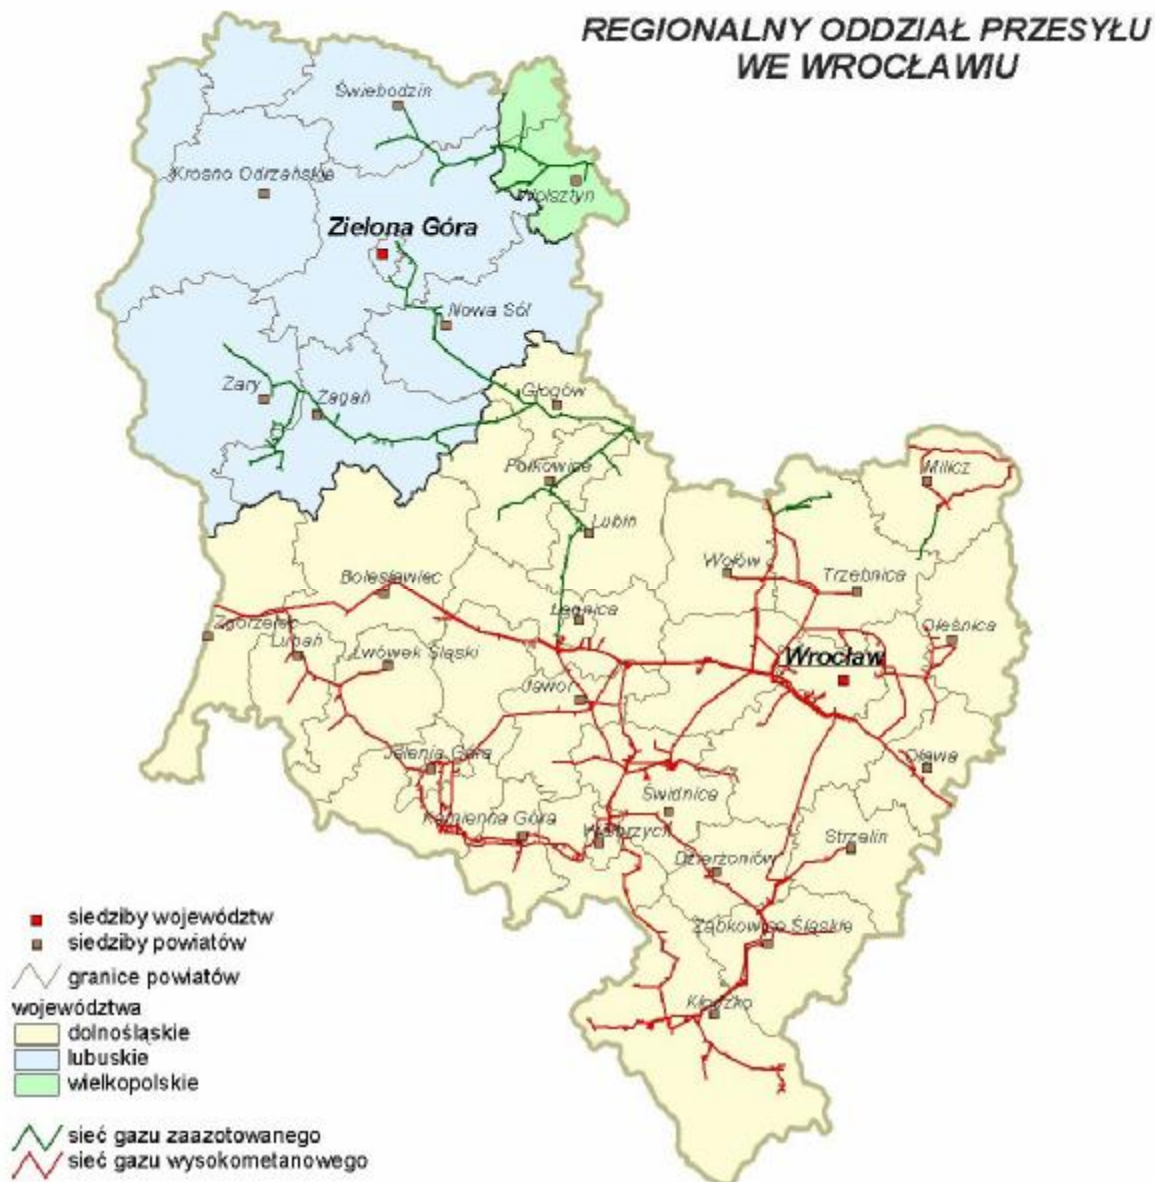 REGIONALNY ODDZIAŁ PRZESYŁU
WE WROCŁAWIU
Świebodzin
Krosno Odrzańskie
Wolsztyn
Zielona Góra
Nowa Sól
Żary
Żagań
Głogów
Polkowice
Milicz
Lubin
Wołów
Trzebnica
Bolesławiec
Legnica
Zgorzelec
Oleśnica
Lubań
Lwówek Śląski
Wrocław
Jawor
Jelenia Góra
Oława
Świdnica
Kamienna Góra
Wałbrzych
Strzelin
Dzierżoniów
Ząbkowice Śląskie
Kłodzko
siedziby województw
siedziby powiatów
granice powiatów
województwa
dolnośląskie
lubuskie
wielkopolskie
sieć gazu zaazotowanego
sieć gazu wysokometanowego